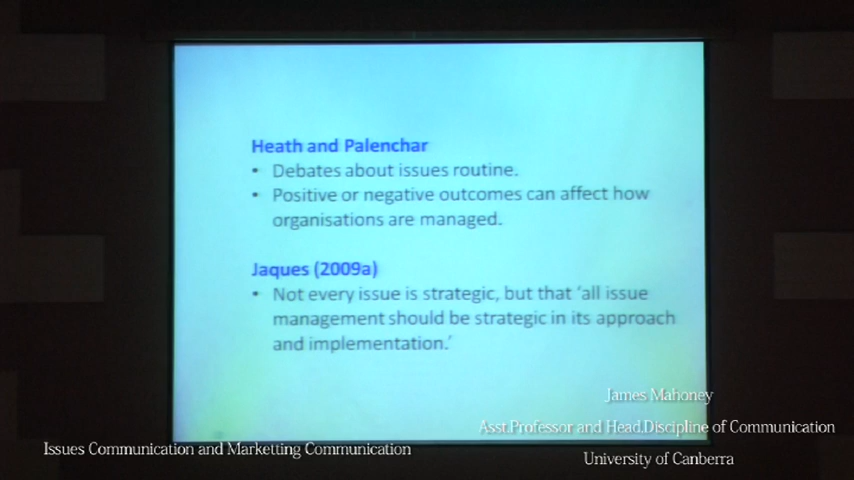 Heath and Palenchar
• Debates about issues routine.
• Positive or negative outcomes can affect how
organisations are managed.
Jaques (2009a)
• Not every issue is strategic, but that ‘all issue
management should be strategic in its approach
and implementation.’
James Mahoney
Asst.Professor and Head.Discipline of Communication
Issues Communication and Marketting Communication
University of Canberra